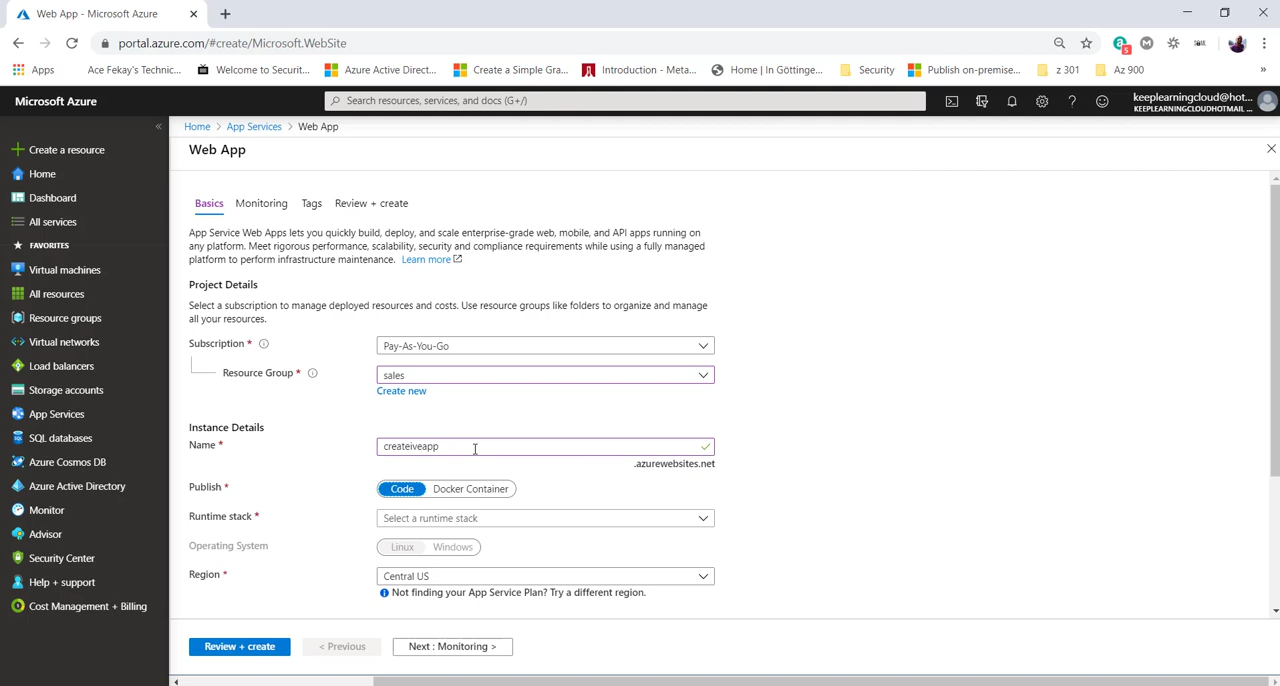 Web App - Microsoft Azure
portal.azure.com/#create/Microsoft.WebSite
5
Apps
Ace Fekay's Technic...
Welcome to Securit...
Azure Active Direct...
Create a Simple Gra...
Introduction - Meta...
Home | In Göttinge...
Security
Publish on-premise...
z 301
Az 900
»
Microsoft Azure
Search resources, services, and docs (G+/)
keeplearningcloud@hot...
KEEPLEARNINGCLOUDHOTMAIL ...
«
Home > App Services > Web App
Web App
Create a resource
Home
Dashboard
All services
FAVORITES
Virtual machines
All resources
Resource groups
Virtual networks
Load balancers
Storage accounts
App Services
SQL databases
Azure Cosmos DB
Azure Active Directory
Monitor
Advisor
Security Center
Help + support
Cost Management + Billing
Basics
Monitoring
Tags
Review + create
App Service Web Apps lets you quickly build, deploy, and scale enterprise-grade web, mobile, and API apps running on
any platform. Meet rigorous performance, scalability, security and compliance requirements while using a fully managed
platform to perform infrastructure maintenance. Learn more
Project Details
Select a subscription to manage deployed resources and costs. Use resource groups like folders to organize and manage
all your resources.
Subscription *
Pay-As-You-Go
Resource Group *
sales
Create new
Instance Details
Name *
createiveapp
.azurewebsites.net
Publish *
Code
Docker Container
Runtime stack *
Select a runtime stack
Operating System
Linux
Windows
Region *
Central US
Not finding your App Service Plan? Try a different region.
Review + create
< Previous
Next : Monitoring >